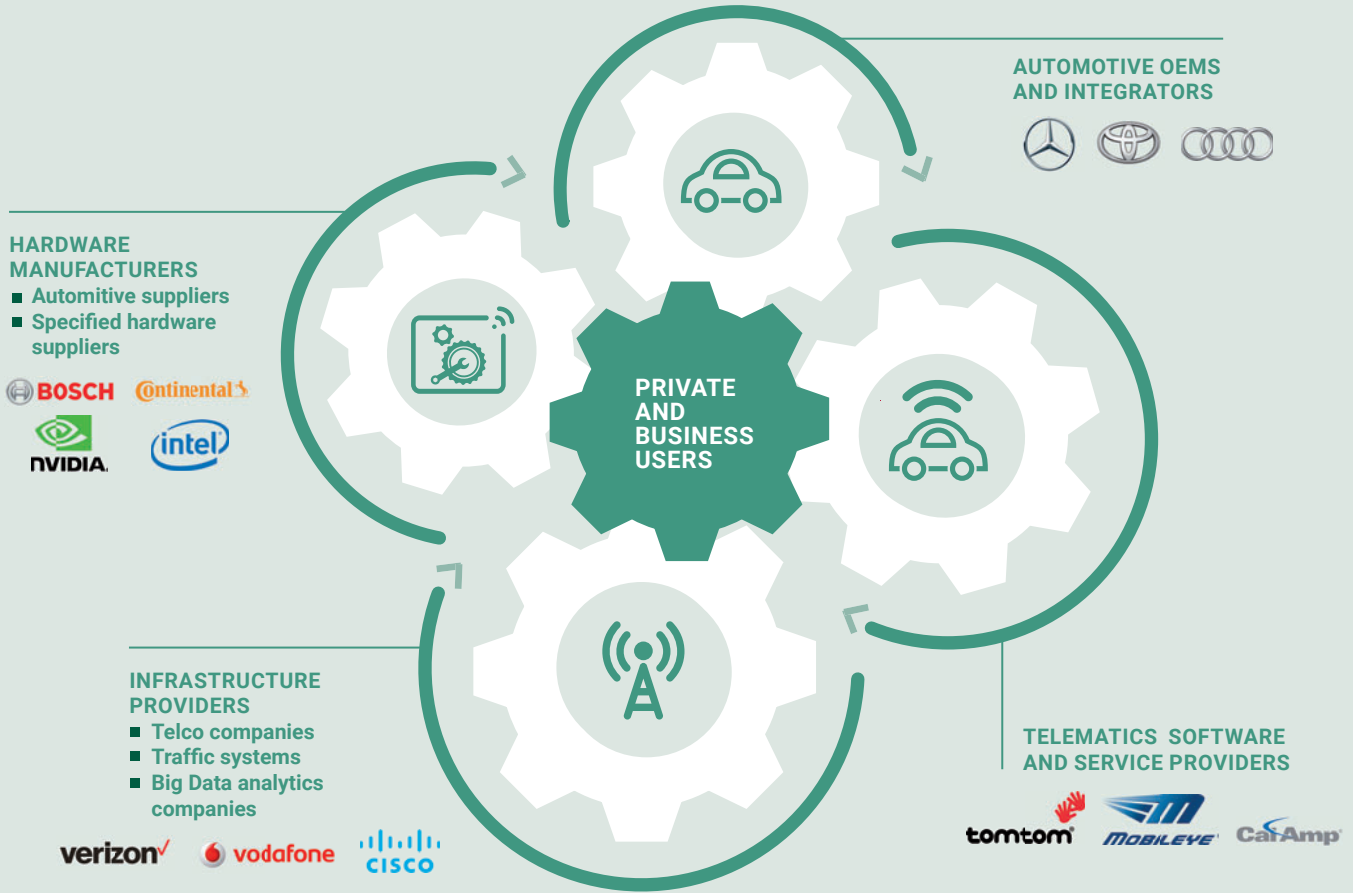 AUTOMOTIVE OEMS
AND INTEGRATORS
HARDWARE
MANUFACTURERS
Automitive suppliers
Specified hardware
suppliers
BOSCH
Continental
NVIDIA.
intel
PRIVATE
AND
BUSINESS
USERS
INFRASTRUCTURE
PROVIDERS
Telco companies
Traffic systems
Big Data analytics
companies
verizon
vodafone
CISCO
TELEMATICS SOFTWARE
AND SERVICE PROVIDERS
tomtom
MOBILEYE
CalAmp